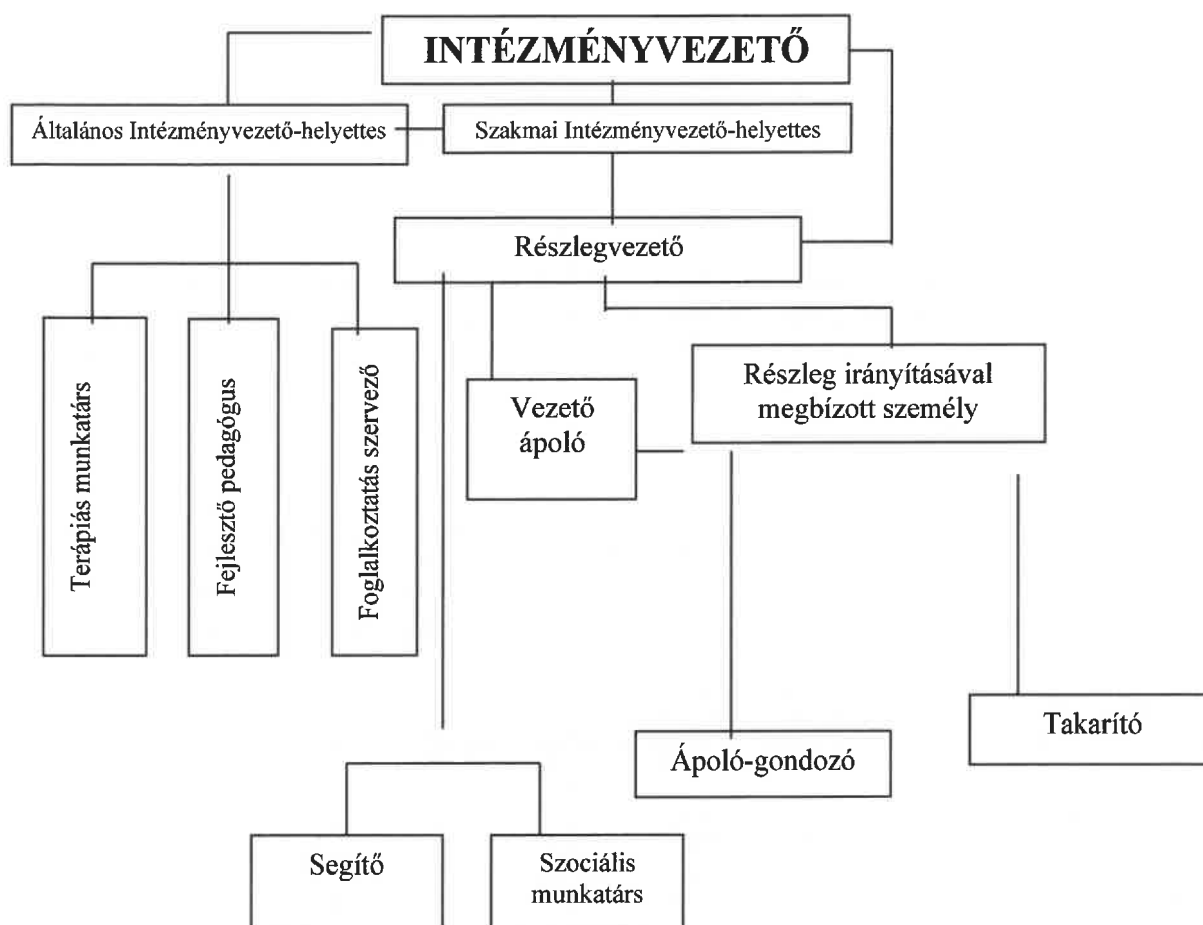 INTÉZMÉNYVEZETŐ
Általános Intézményvezető-helyettes
Szakmai Intézményvezető-helyettes
Részlegvezető
Terápiás munkatárs
Fejlesztő pedagógus
Foglalkoztatás szervező
Vezető
ápoló
Részleg irányításával
megbízott személy
Takarító
Ápoló-gondozó
Segítő
Szociális
munkatárs